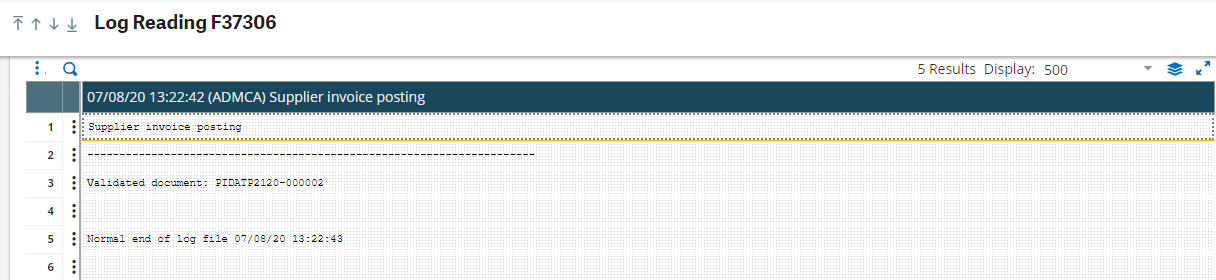 Log Reading F37306
5 Results Display: 500
07/08/20 13:22:42 (ADMCA) Supplier invoice posting
1 Supplier invoice posting
2 ----------------------------------------------------------------------
3 Validated document: PIDATP2120-000002
4
5 Normal end of log file 07/08/20 13:22:43
6